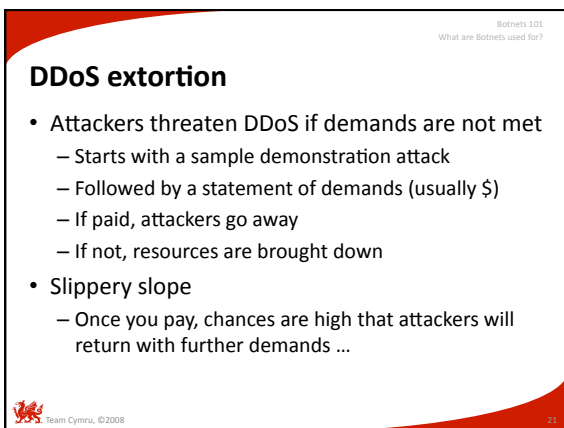 Botnets 101
What are Botnets used for?
DDoS extortion
• Attackers threaten DDoS if demands are not met
– Starts with a sample demonstration attack
– Followed by a statement of demands (usually $)
– If paid, attackers go away
– If not, resources are brought down
• Slippery slope
– Once you pay, chances are high that attackers will
return with further demands …
Team Cymru, ©2008
21